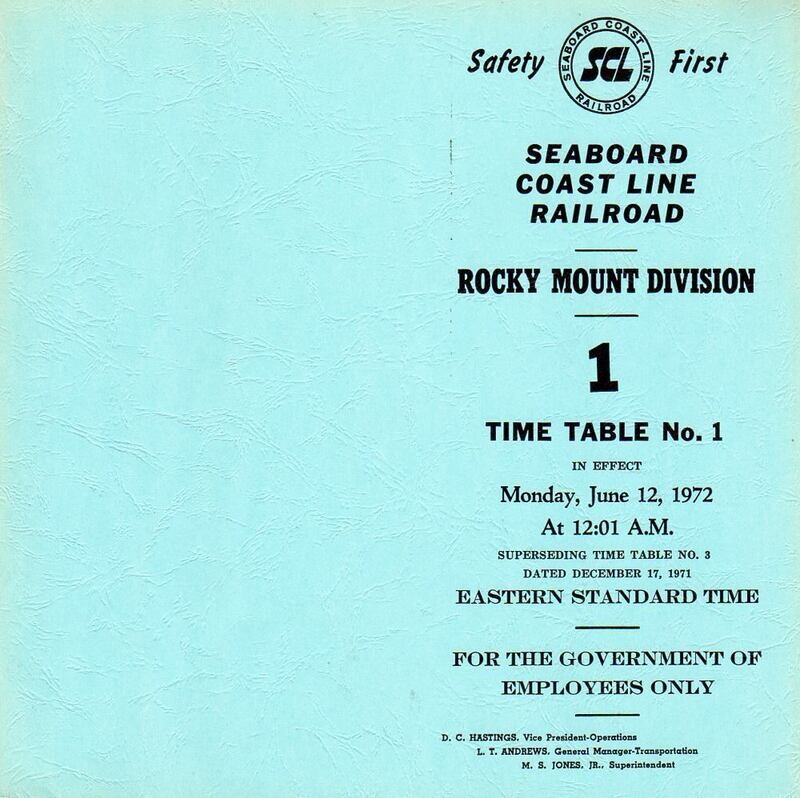 Safety First
SEABOARD COAST LINE
SCL
RAILROAD
SEABOARD
COAST LINE
RAILROAD
ROCKY MOUNT DIVISION
1
TIME TABLE No. 1
IN EFFECT
Monday, June 12, 1972
At 12:01 A.M.
SUPERSEDING TIME TABLE NO. 3
DATED DECEMBER 17, 1971
EASTERN STANDARD TIME
FOR THE GOVERNMENT OF
EMPLOYEES ONLY
D. C. HASTINGS, Vice President-Operations
L. T. ANDREWS, General Manager-Transportation
M. S. JONES, JR., Superintendent